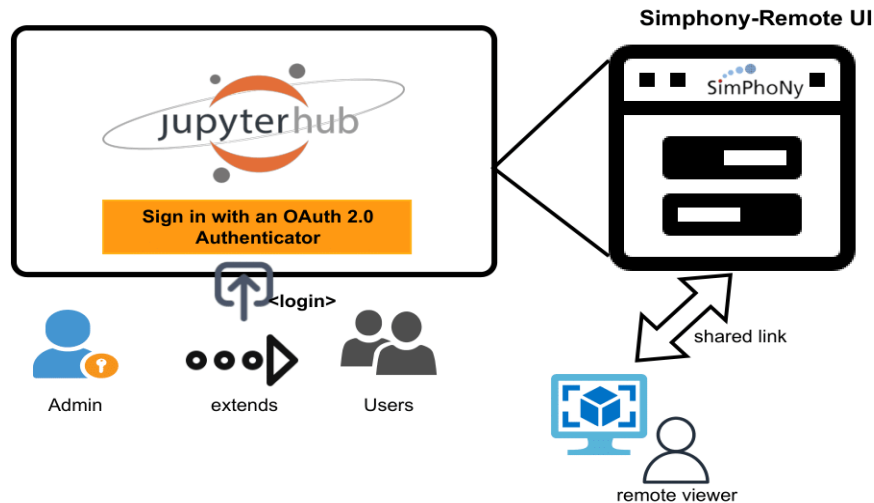 Simphony-Remote UI
SimPhoNy
jupyterhub
Sign in with an OAuth 2.0
Authenticator
<login>
shared link
Admin
extends
Users
remote viewer